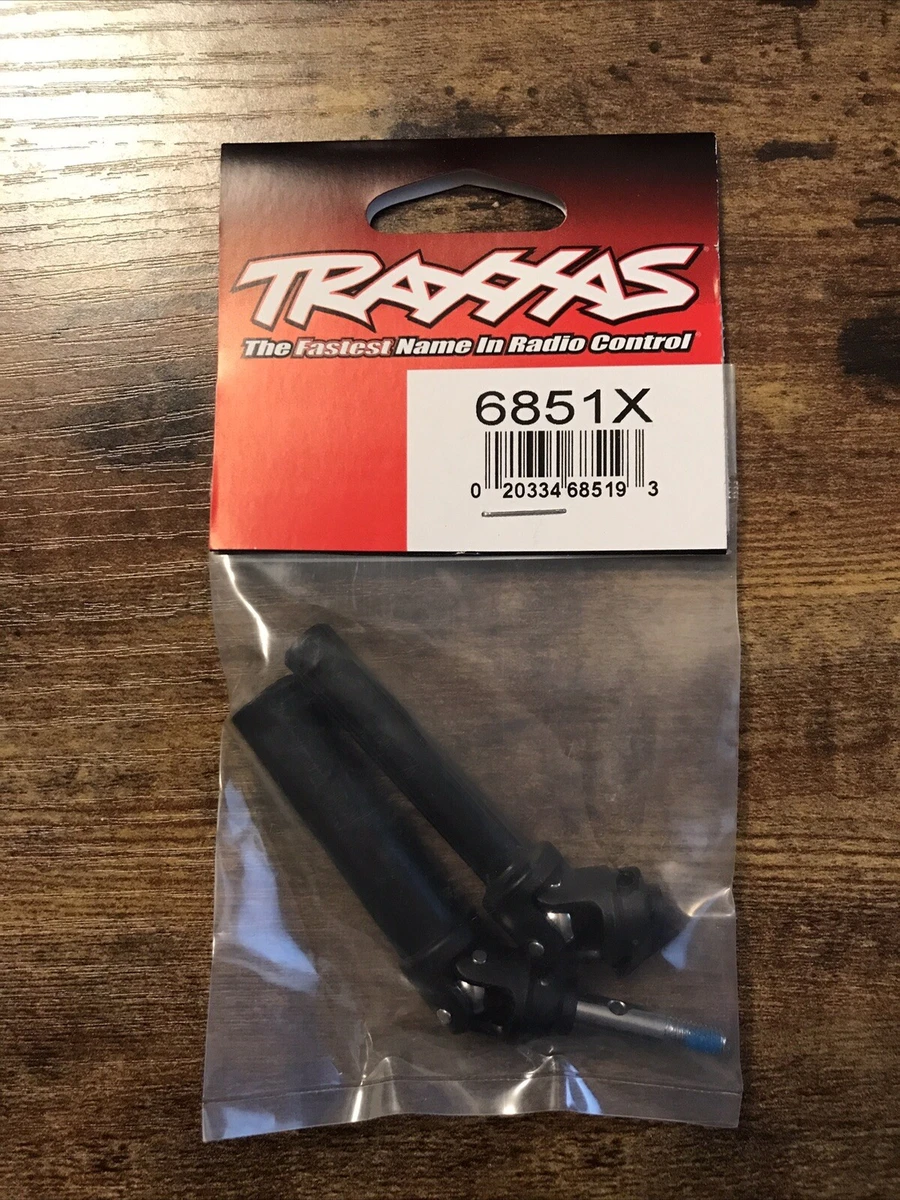 TRAXXAS
The Fastest Name In Radio Control
6851X
0 20334 68519 3